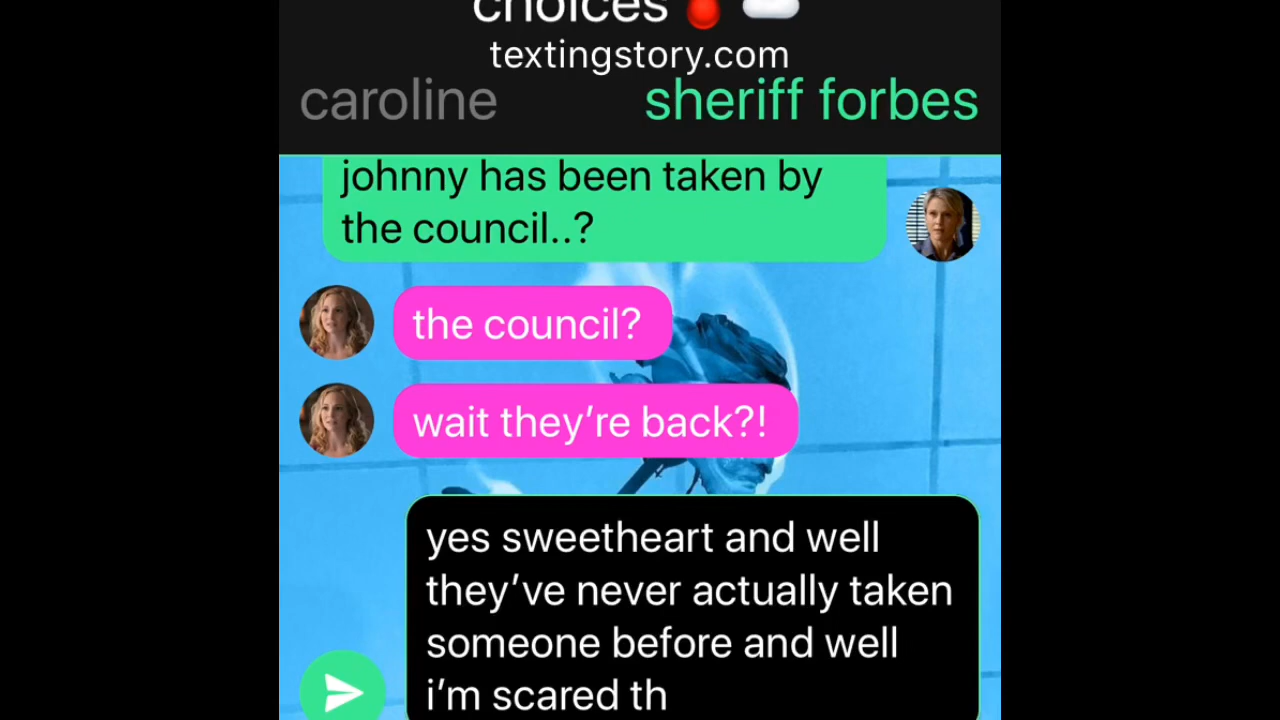 choices
textingstory.com
caroline
sheriff forbes
johnny has been taken by
the council..?
the council?
wait they're back?!
yes sweetheart and well
they've never actually taken
someone before and well
i'm scared th